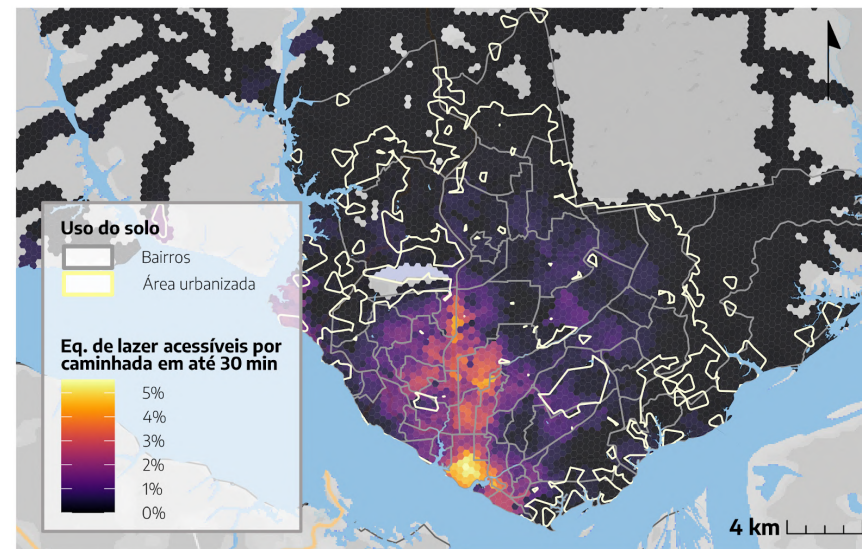 Uso do solo
Bairros
Área urbanizada
Eq. de lazer acessíveis por
caminhada em até 30 min
5%
4%
3%
2%
1%
0%
4 km